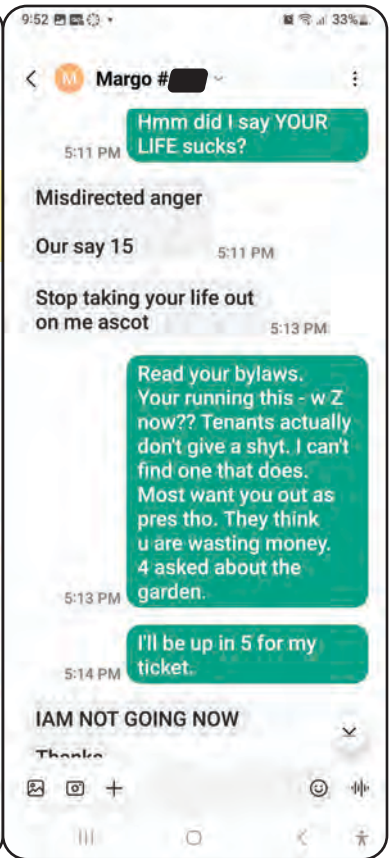 9:52 33%
M Margo #
Hmm did I say YOUR
5:11 PM LIFE sucks?
Misdirected anger
Our say 15 5:11 PM
Stop taking your life out
on me ascot 5:13 PM
Read your bylaws.
Your running this - w Z
now?? Tenants actually
don't give a shyt. I can't
find one that does.
Most want you out as
pres tho. They think
u are wasting money.
4 asked about the
5:13 PM garden.
I'll be up in 5 for my
5:14 PM ticket.
IAM NOT GOING NOW
Thanks